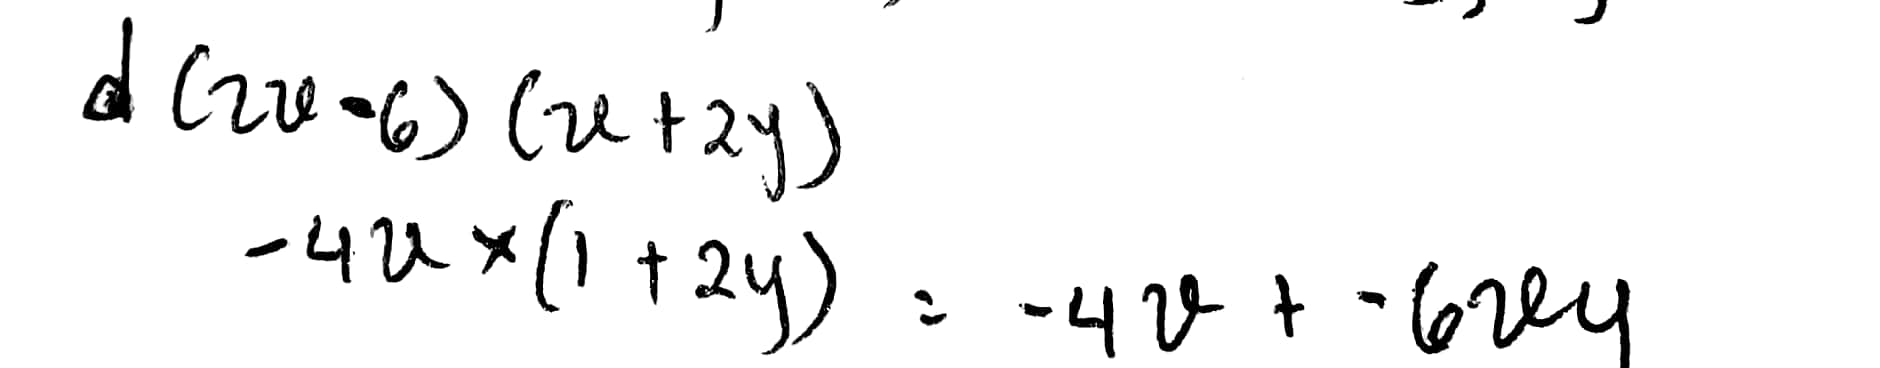 d (2x-6) (x+2y)
-4x × (1 + 2y) = -4x + -6xy